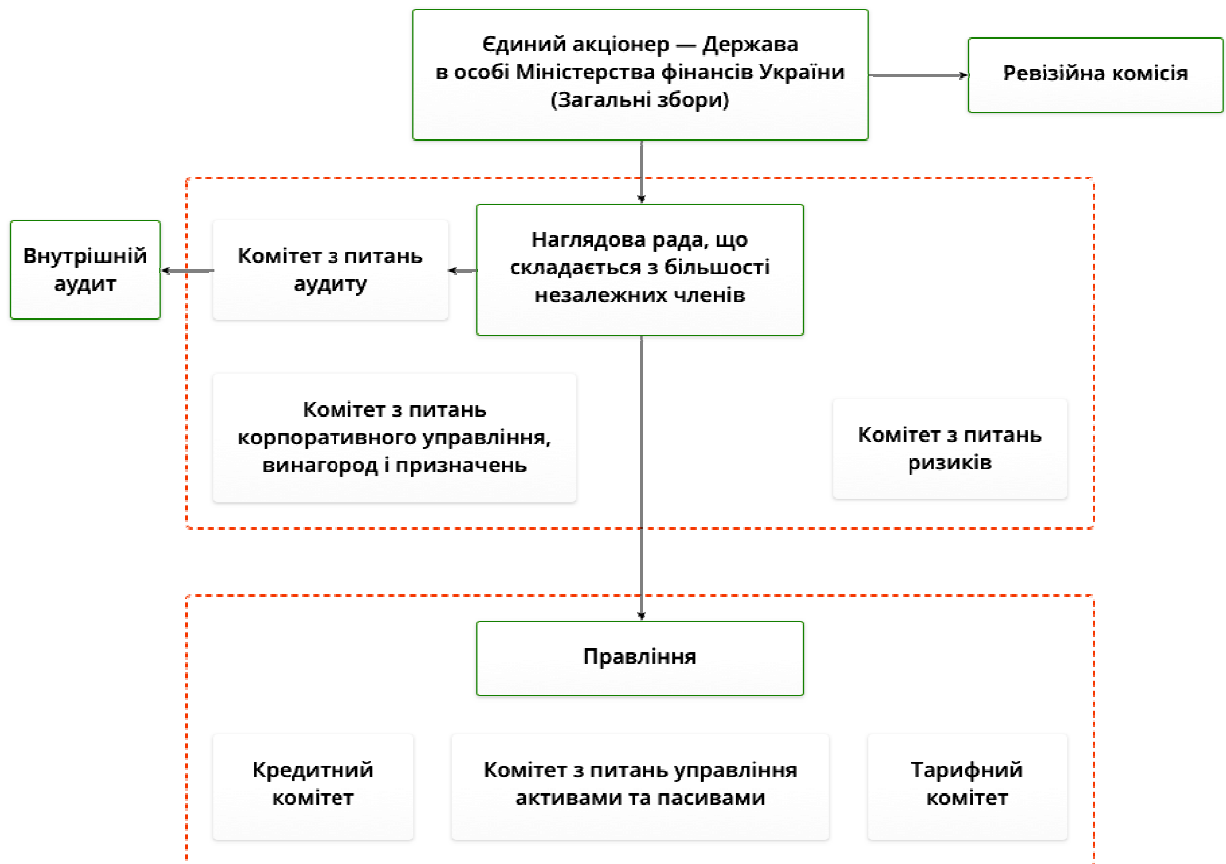 Єдиний акціонер — Держава
в особі Міністерства фінансів України
(Загальні збори)
Ревізійна комісія
Внутрішній
аудит
Комітет з питань
аудиту
Наглядова рада, що
складається з більшості
незалежних членів
Комітет з питань
корпоративного управління,
винагород і призначень
Комітет з питань
ризиків
Правління
Кредитний
комітет
Комітет з питань управління
активами та пасивами
Тарифний
комітет